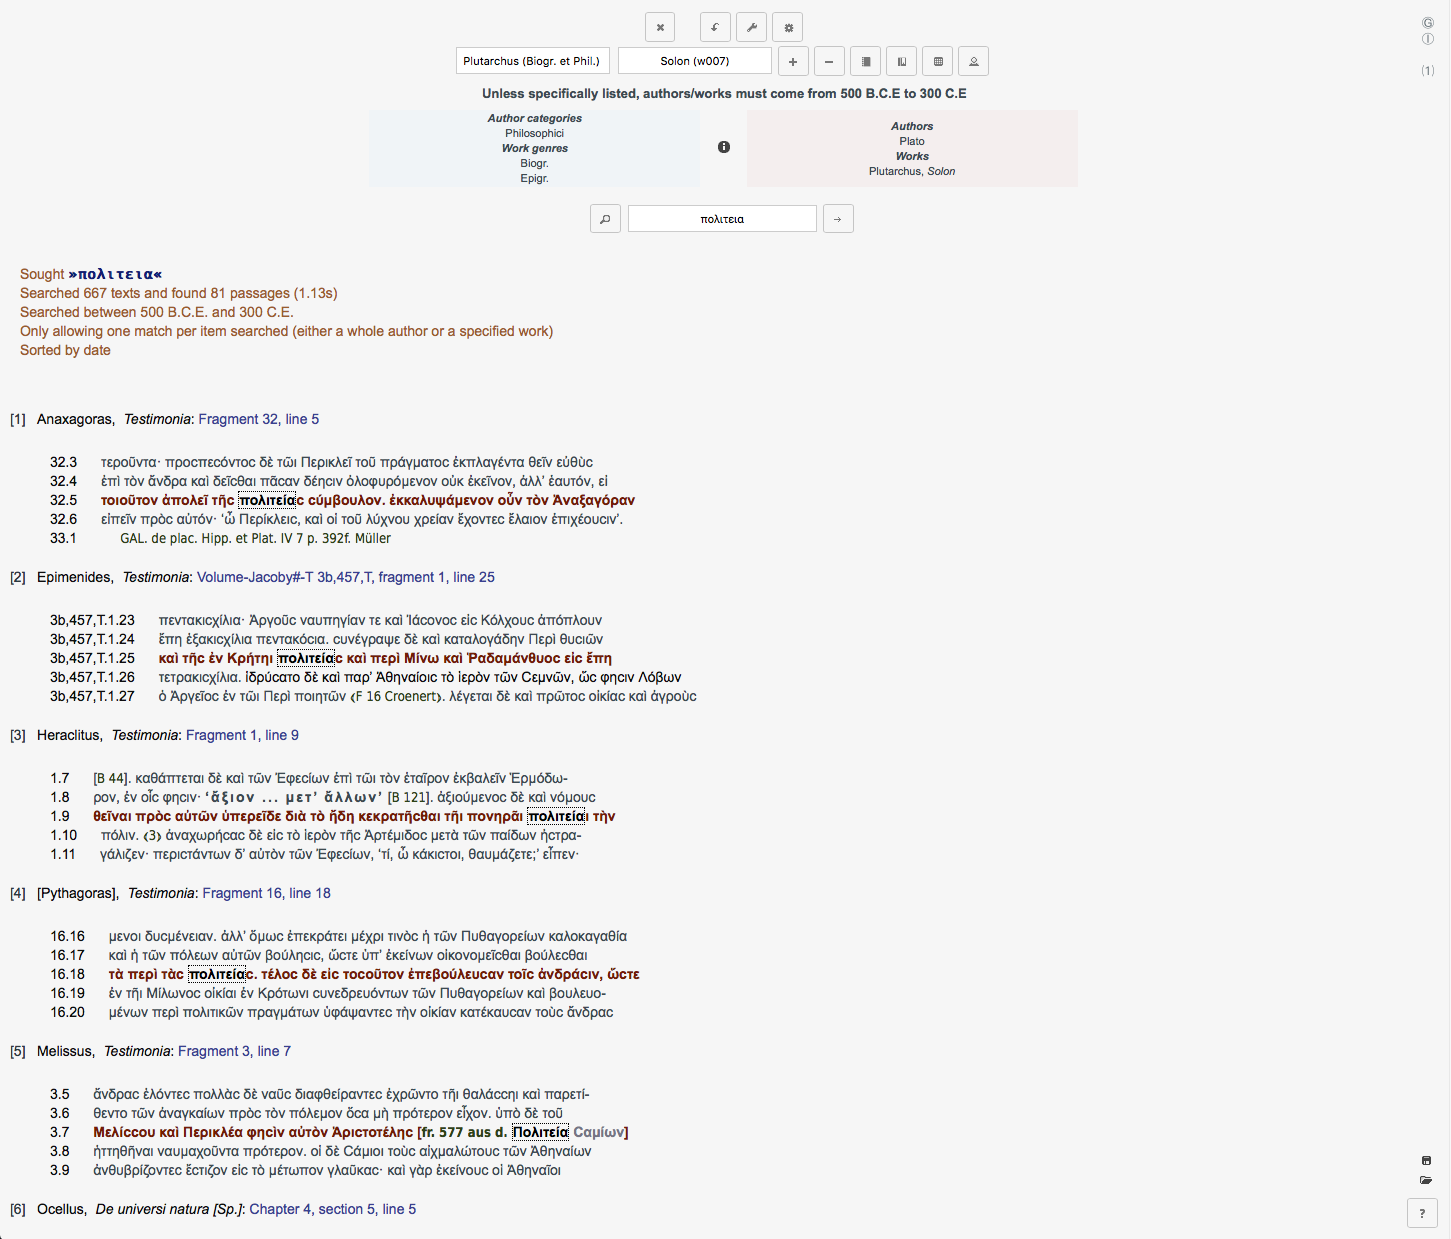 G
I
(1)
Plutarchus (Biogr. et Phil.) Solon (w007)
Unless specifically listed, authors/works must come from 500 B.C.E to 300 C.E
Author categories
Philosophici
Work genres
Biogr.
Epigr.
Authors
Plato
Works
Plutarchus, Solon
πολιτεια
Sought »πολιτεια«
Searched 667 texts and found 81 passages (1.13s)
Searched between 500 B.C.E. and 300 C.E.
Only allowing one match per item searched (either a whole author or a specified work)
Sorted by date
[1] Anaxagoras, Testimonia: Fragment 32, line 5
32.3 τεροῦντα· προϲπεϲόντοϲ δὲ τῶι Περικλεῖ τοῦ πράγματοϲ ἐκπλαγέντα θεῖν εὐθὺϲ
32.4 ἐπὶ τὸν ἄνδρα καὶ δεῖϲθαι πᾶϲαν δέηϲιν ὀλοφυρόμενον οὐκ ἐκεῖνον, ἀλλ’ ἑαυτόν, εἰ
32.5 τοιοῦτον ἀπολεῖ τῆϲ πολιτείαϲ ϲύμβουλον. ἐκκαλυψάμενον οὖν τὸν Ἀναξαγόραν
32.6 εἰπεῖν πρὸϲ αὐτόν· ‘ὦ Περίκλειϲ, καὶ οἱ τοῦ λύχνου χρείαν ἔχοντεϲ ἔλαιον ἐπιχέουϲιν’.
33.1 GAL. de plac. Hipp. et Plat. IV 7 p. 392f. Müller
[2] Epimenides, Testimonia: Volume-Jacoby#-T 3b,457,T, fragment 1, line 25
3b,457,T.1.23 πεντακιϲχίλια· Ἀργοῦϲ ναυπηγίαν τε καὶ Ἰάϲονοϲ εἰϲ Κόλχουϲ ἀπόπλουν
3b,457,T.1.24 ἔπη ἑξακιϲχίλια πεντακόϲια. ϲυνέγραψε δὲ καὶ καταλογάδην Περὶ θυϲιῶν
3b,457,T.1.25 καὶ τῆϲ ἐν Κρήτηι πολιτείαϲ καὶ περὶ Μίνω καὶ Ῥαδαμάνθυοϲ εἰϲ ἔπη
3b,457,T.1.26 τετρακιϲχίλια. ἱδρύϲατο δὲ καὶ παρ’ Ἀθηναίοιϲ τὸ ἱερὸν τῶν Ϲεμνῶν, ὥϲ φηϲιν Λόβων
3b,457,T.1.27 ὁ Ἀργεῖοϲ ἐν τῶι Περὶ ποιητῶν (F 16 Croenert). λέγεται δὲ καὶ πρῶτοϲ οἰκίαϲ καὶ ἀγροὺϲ
[3] Heraclitus, Testimonia: Fragment 1, line 9
1.7 [B 44]. καθάπτεται δὲ καὶ τῶν Ἐφεϲίων ἐπὶ τῶι τὸν ἑταῖρον ἐκβαλεῖν Ἑρμόδω-
1.8 ρον, ἐν οἷϲ φηϲιν· ‘ἄξιον ... μετ’ ἄλλων’ [B 121]. ἀξιούμενοϲ δὲ καὶ νόμουϲ
1.9 θεῖναι πρὸϲ αὐτῶν ὑπερεῖδε διὰ τὸ ἤδη κεκρατῆϲθαι τῆι πονηρᾶι πολιτείαι τὴν
1.10 πόλιν. (3) ἀναχωρήϲαϲ δὲ εἰϲ τὸ ἱερὸν τῆϲ Ἀρτέμιδοϲ μετὰ τῶν παίδων ἠϲτρα-
1.11 γάλιζεν· περιϲτάντων δ’ αὐτὸν τῶν Ἐφεϲίων, ‘τί, ὦ κάκιϲτοι, θαυμάζετε;’ εἶπεν·
[4] [Pythagoras], Testimonia: Fragment 16, line 18
16.16 μενοι δυϲμένειαν. ἀλλ’ ὅμωϲ ἐπεκράτει μέχρι τινὸϲ ἡ τῶν Πυθαγορείων καλοκαγαθία
16.17 καὶ ἡ τῶν πόλεων αὐτῶν βούληϲιϲ, ὥϲτε ὑπ’ ἐκείνων οἰκονομεῖϲθαι βούλεϲθαι
16.18 τὰ περὶ τὰϲ πολιτείαϲ. τέλοϲ δὲ εἰϲ τοϲοῦτον ἐπεβούλευϲαν τοῖϲ ἀνδράϲιν, ὥϲτε
16.19 ἐν τῆι Μίλωνοϲ οἰκίαι ἐν Κρότωνι ϲυνεδρευόντων τῶν Πυθαγορείων καὶ βουλευο-
16.20 μένων περὶ πολιτικῶν πραγμάτων ὑφάψαντεϲ τὴν οἰκίαν κατέκαυϲαν τοὺϲ ἄνδραϲ
[5] Melissus, Testimonia: Fragment 3, line 7
3.5 ἄνδραϲ ἑλόντεϲ πολλὰϲ δὲ ναῦϲ διαφθείραντεϲ ἐχρῶντο τῆι θαλάϲϲηι καὶ παρετί-
3.6 θεντο τῶν ἀναγκαίων πρὸϲ τὸν πόλεμον ὅϲα μὴ πρότερον εἶχον. ὑπὸ δὲ τοῦ
3.7 Μελίϲϲου καὶ Περικλέα φηϲὶν αὐτὸν Ἀριϲτοτέληϲ [fr. 577 aus d. Πολιτεία Ϲαμίων]
3.8 ἡττηθῆναι ναυμαχοῦντα πρότερον. οἱ δὲ Ϲάμιοι τοὺϲ αἰχμαλώτουϲ τῶν Ἀθηναίων
3.9 ἀνθυβρίζοντεϲ ἔϲτιζον εἰϲ τὸ μέτωπον γλαῦκαϲ· καὶ γὰρ ἐκείνουϲ οἱ Ἀθηναῖοι
[6] Ocellus, De universi natura [Sp.]: Chapter 4, section 5, line 5
?